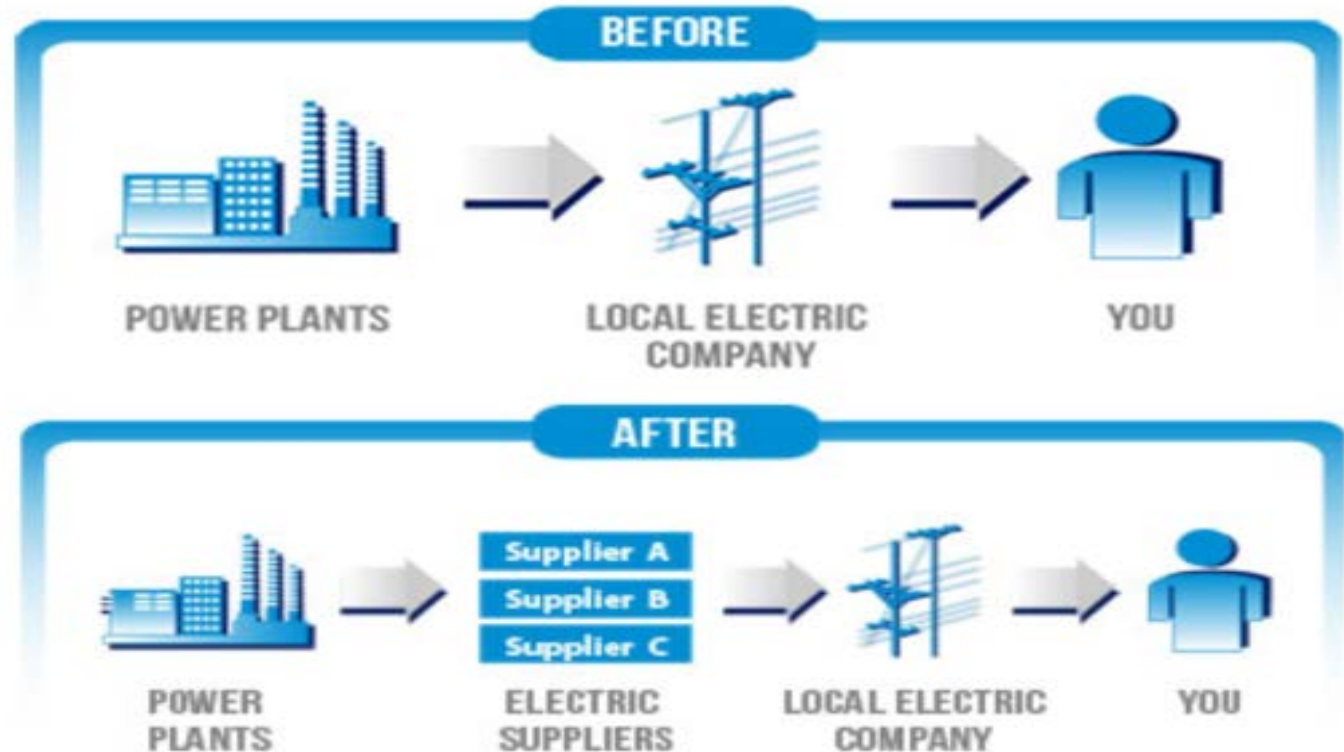 BEFORE
POWER PLANTS
LOCAL ELECTRIC
COMPANY
YOU
AFTER
Supplier A
Supplier B
Supplier C
POWER
PLANTS
ELECTRIC
SUPPLIERS
LOCAL ELECTRIC
COMPANY
YOU